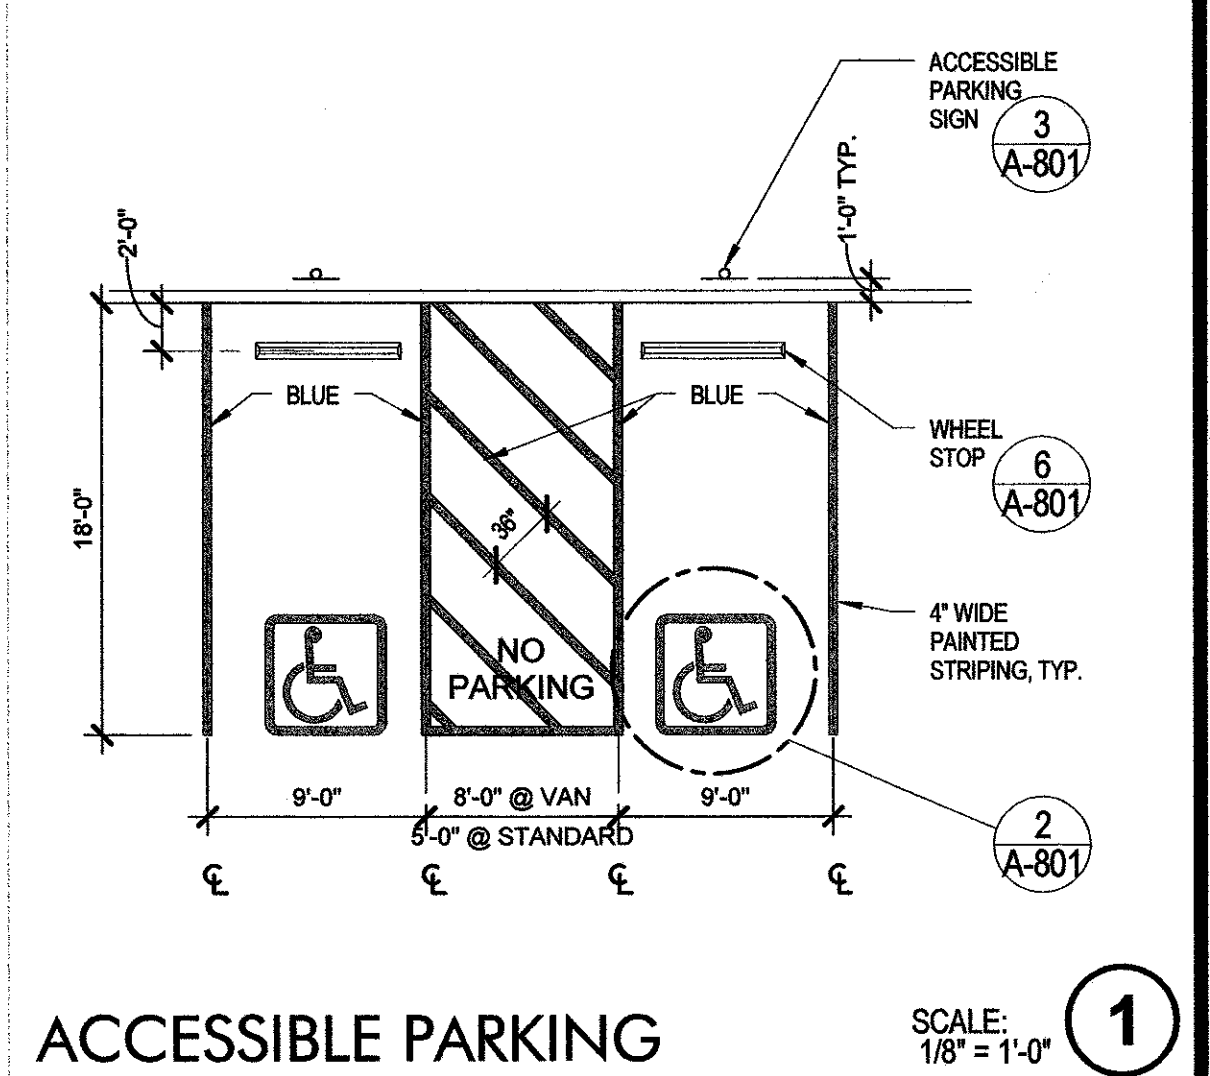 ACCESSIBLE
PARKING
SIGN
3
A-801
1'-0" TYP.
2'-0"
BLUE
BLUE
WHEEL
STOP
6
A-801
18'-0"
36"
NO
PARKING
4" WIDE
PAINTED
STRIPING, TYP.
9'-0"
8'-0" @ VAN
9'-0"
5'-0" @ STANDARD
2
A-801
℄
℄
℄
℄
ACCESSIBLE PARKING
SCALE:
1/8" = 1'-0"
1